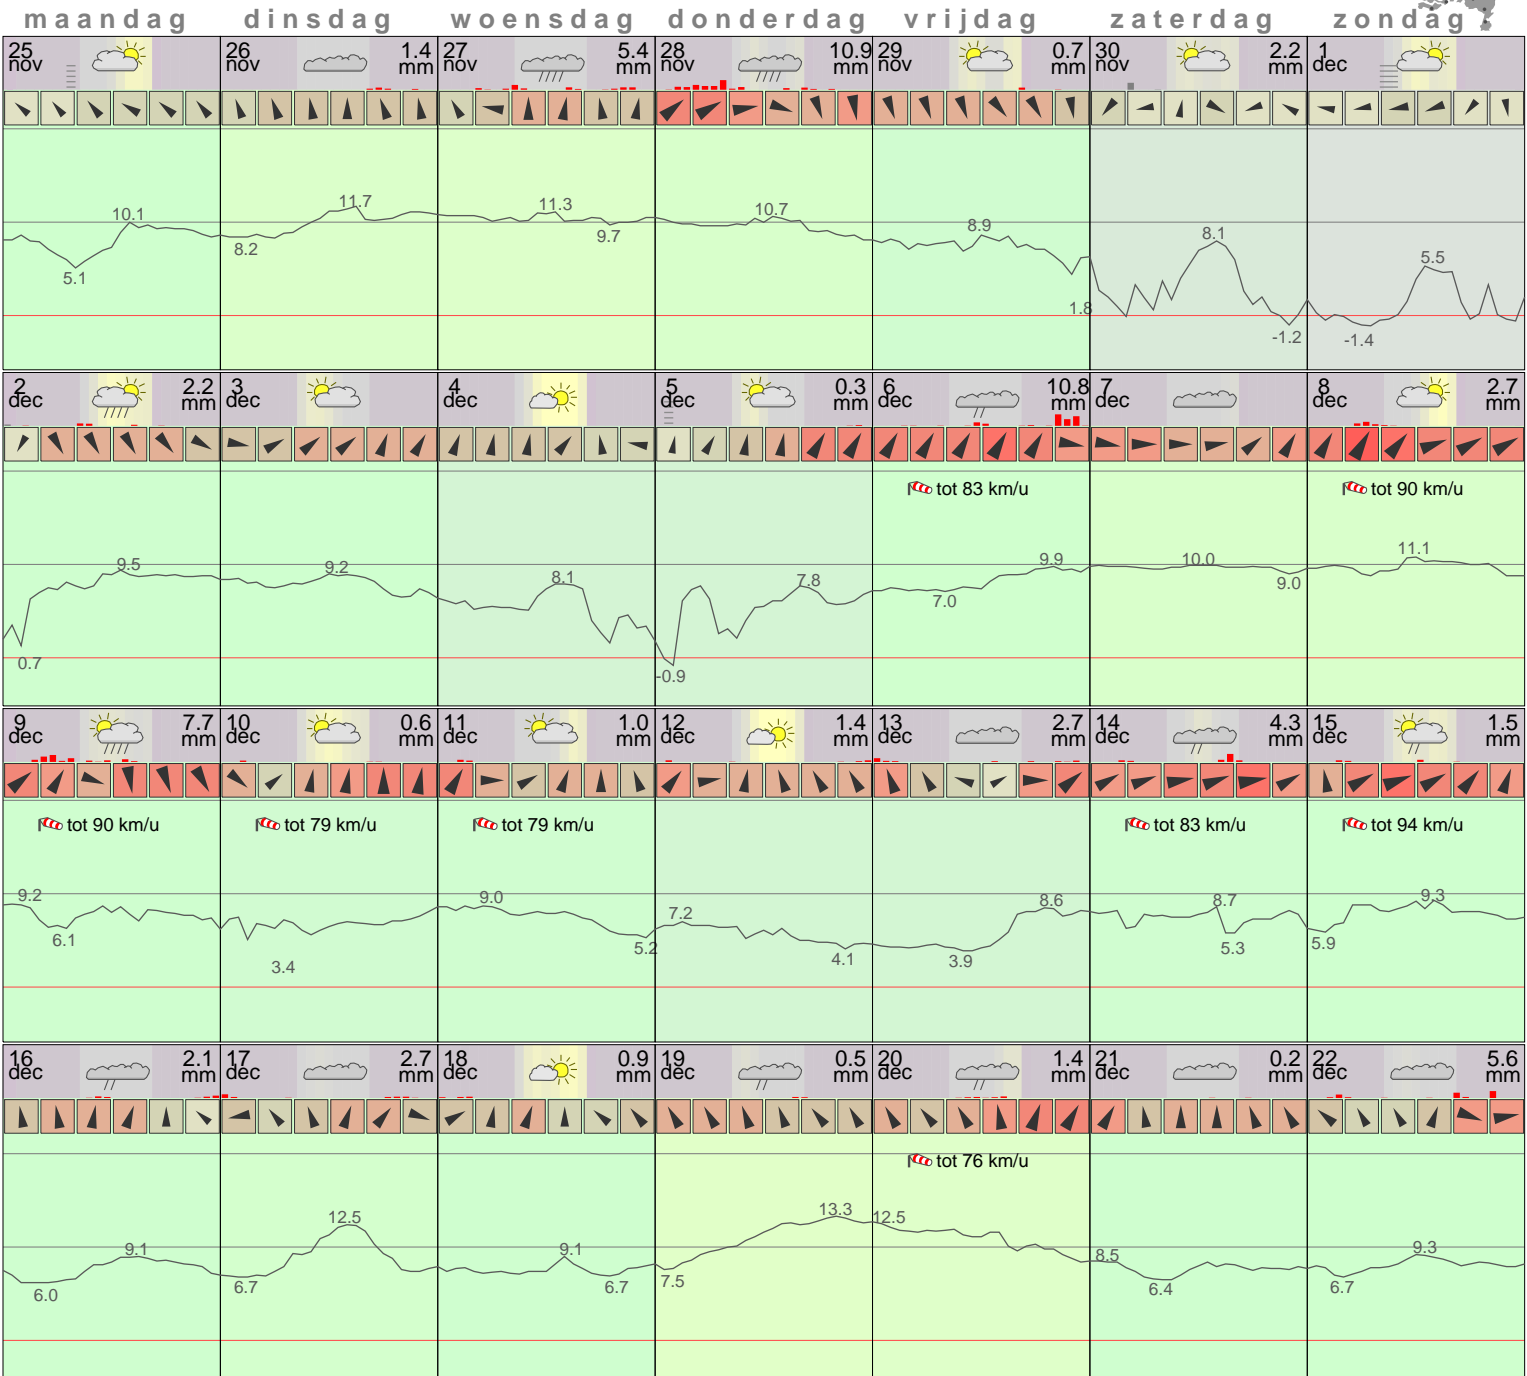 maandag dinsdag woensdag donderdag vrijdag zaterdag zondag
25 nov
26 nov 1.4 mm
27 nov 5.4 mm
28 nov 10.9 mm
29 nov 0.7 mm
30 nov 2.2 mm
1 dec
10.1 5.1
8.2 11.7
11.3 9.7
10.7
8.9 1.8
8.1 -1.2
-1.4 5.5
2 dec 2.2 mm
3 dec
4 dec
5 dec 0.3 mm
6 dec 10.8 mm
7 dec
8 dec 2.7 mm
tot 83 km/u
tot 90 km/u
0.7 9.5
9.2
8.1
-0.9 7.8
7.0 9.9
10.0 9.0
11.1
9 dec 7.7 mm
10 dec 0.6 mm
11 dec 1.0 mm
12 dec 1.4 mm
13 dec 2.7 mm
14 dec 4.3 mm
15 dec 1.5 mm
tot 90 km/u
tot 79 km/u
tot 79 km/u
tot 83 km/u
tot 94 km/u
9.2 6.1
3.4
9.0 5.2
7.2 4.1
3.9 8.6
8.7 5.3
5.9 9.3
16 dec 2.1 mm
17 dec 2.7 mm
18 dec 0.9 mm
19 dec 0.5 mm
20 dec 1.4 mm
21 dec 0.2 mm
22 dec 5.6 mm
tot 76 km/u
6.0 9.1
6.7 12.5
9.1 6.7
7.5 13.3
12.5
8.5 6.4
6.7 9.3